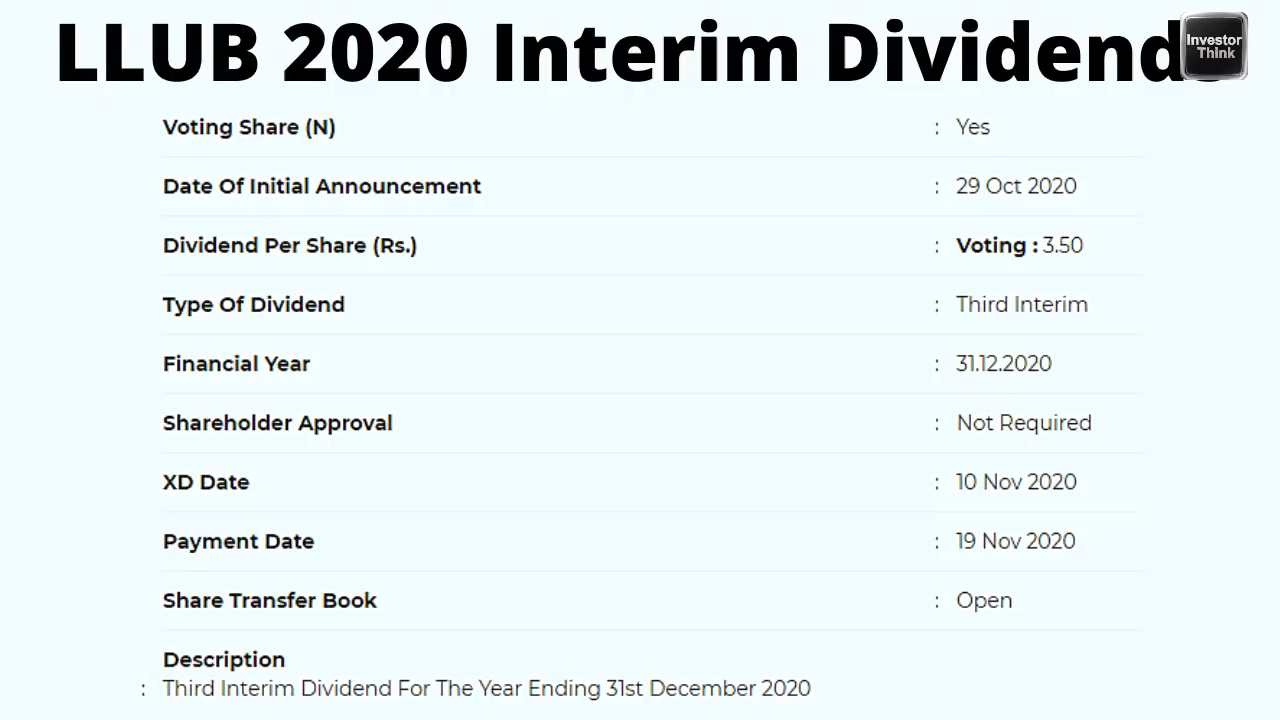 LLUB 2020 Interim Dividend
Investor
Think
Voting Share (N) : Yes
Date Of Initial Announcement : 29 Oct 2020
Dividend Per Share (Rs.) : Voting : 3.50
Type Of Dividend : Third Interim
Financial Year : 31.12.2020
Shareholder Approval : Not Required
XD Date : 10 Nov 2020
Payment Date : 19 Nov 2020
Share Transfer Book : Open
Description
: Third Interim Dividend For The Year Ending 31st December 2020